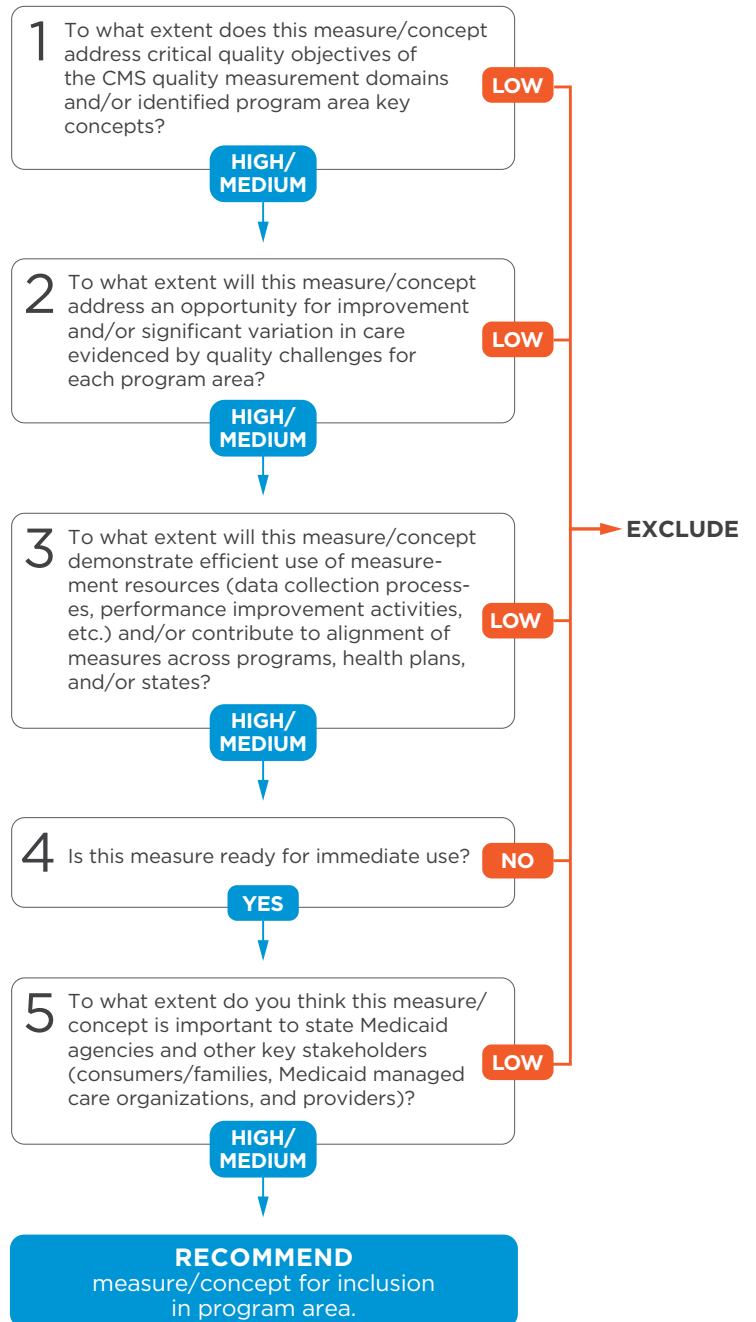 1
To what extent does this measure/concept
address critical quality objectives of
the CMS quality measurement domains
and/or identified program area key
concepts?
LOW
HIGH/
MEDIUM
2
To what extent will this measure/concept
address an opportunity for improvement
and/or significant variation in care
evidenced by quality challenges for
each program area?
LOW
HIGH/
MEDIUM
3
To what extent will this measure/concept
demonstrate efficient use of measure-
ment resources (data collection process-
es, performance improvement activities,
etc.) and/or contribute to alignment of
measures across programs, health plans,
and/or states?
LOW
EXCLUDE
HIGH/
MEDIUM
4
Is this measure ready for immediate use?
NO
YES
5
To what extent do you think this measure/
concept is important to state Medicaid
agencies and other key stakeholders
(consumers/families, Medicaid managed
care organizations, and providers)?
LOW
HIGH/
MEDIUM
RECOMMEND
measure/concept for inclusion
in program area.